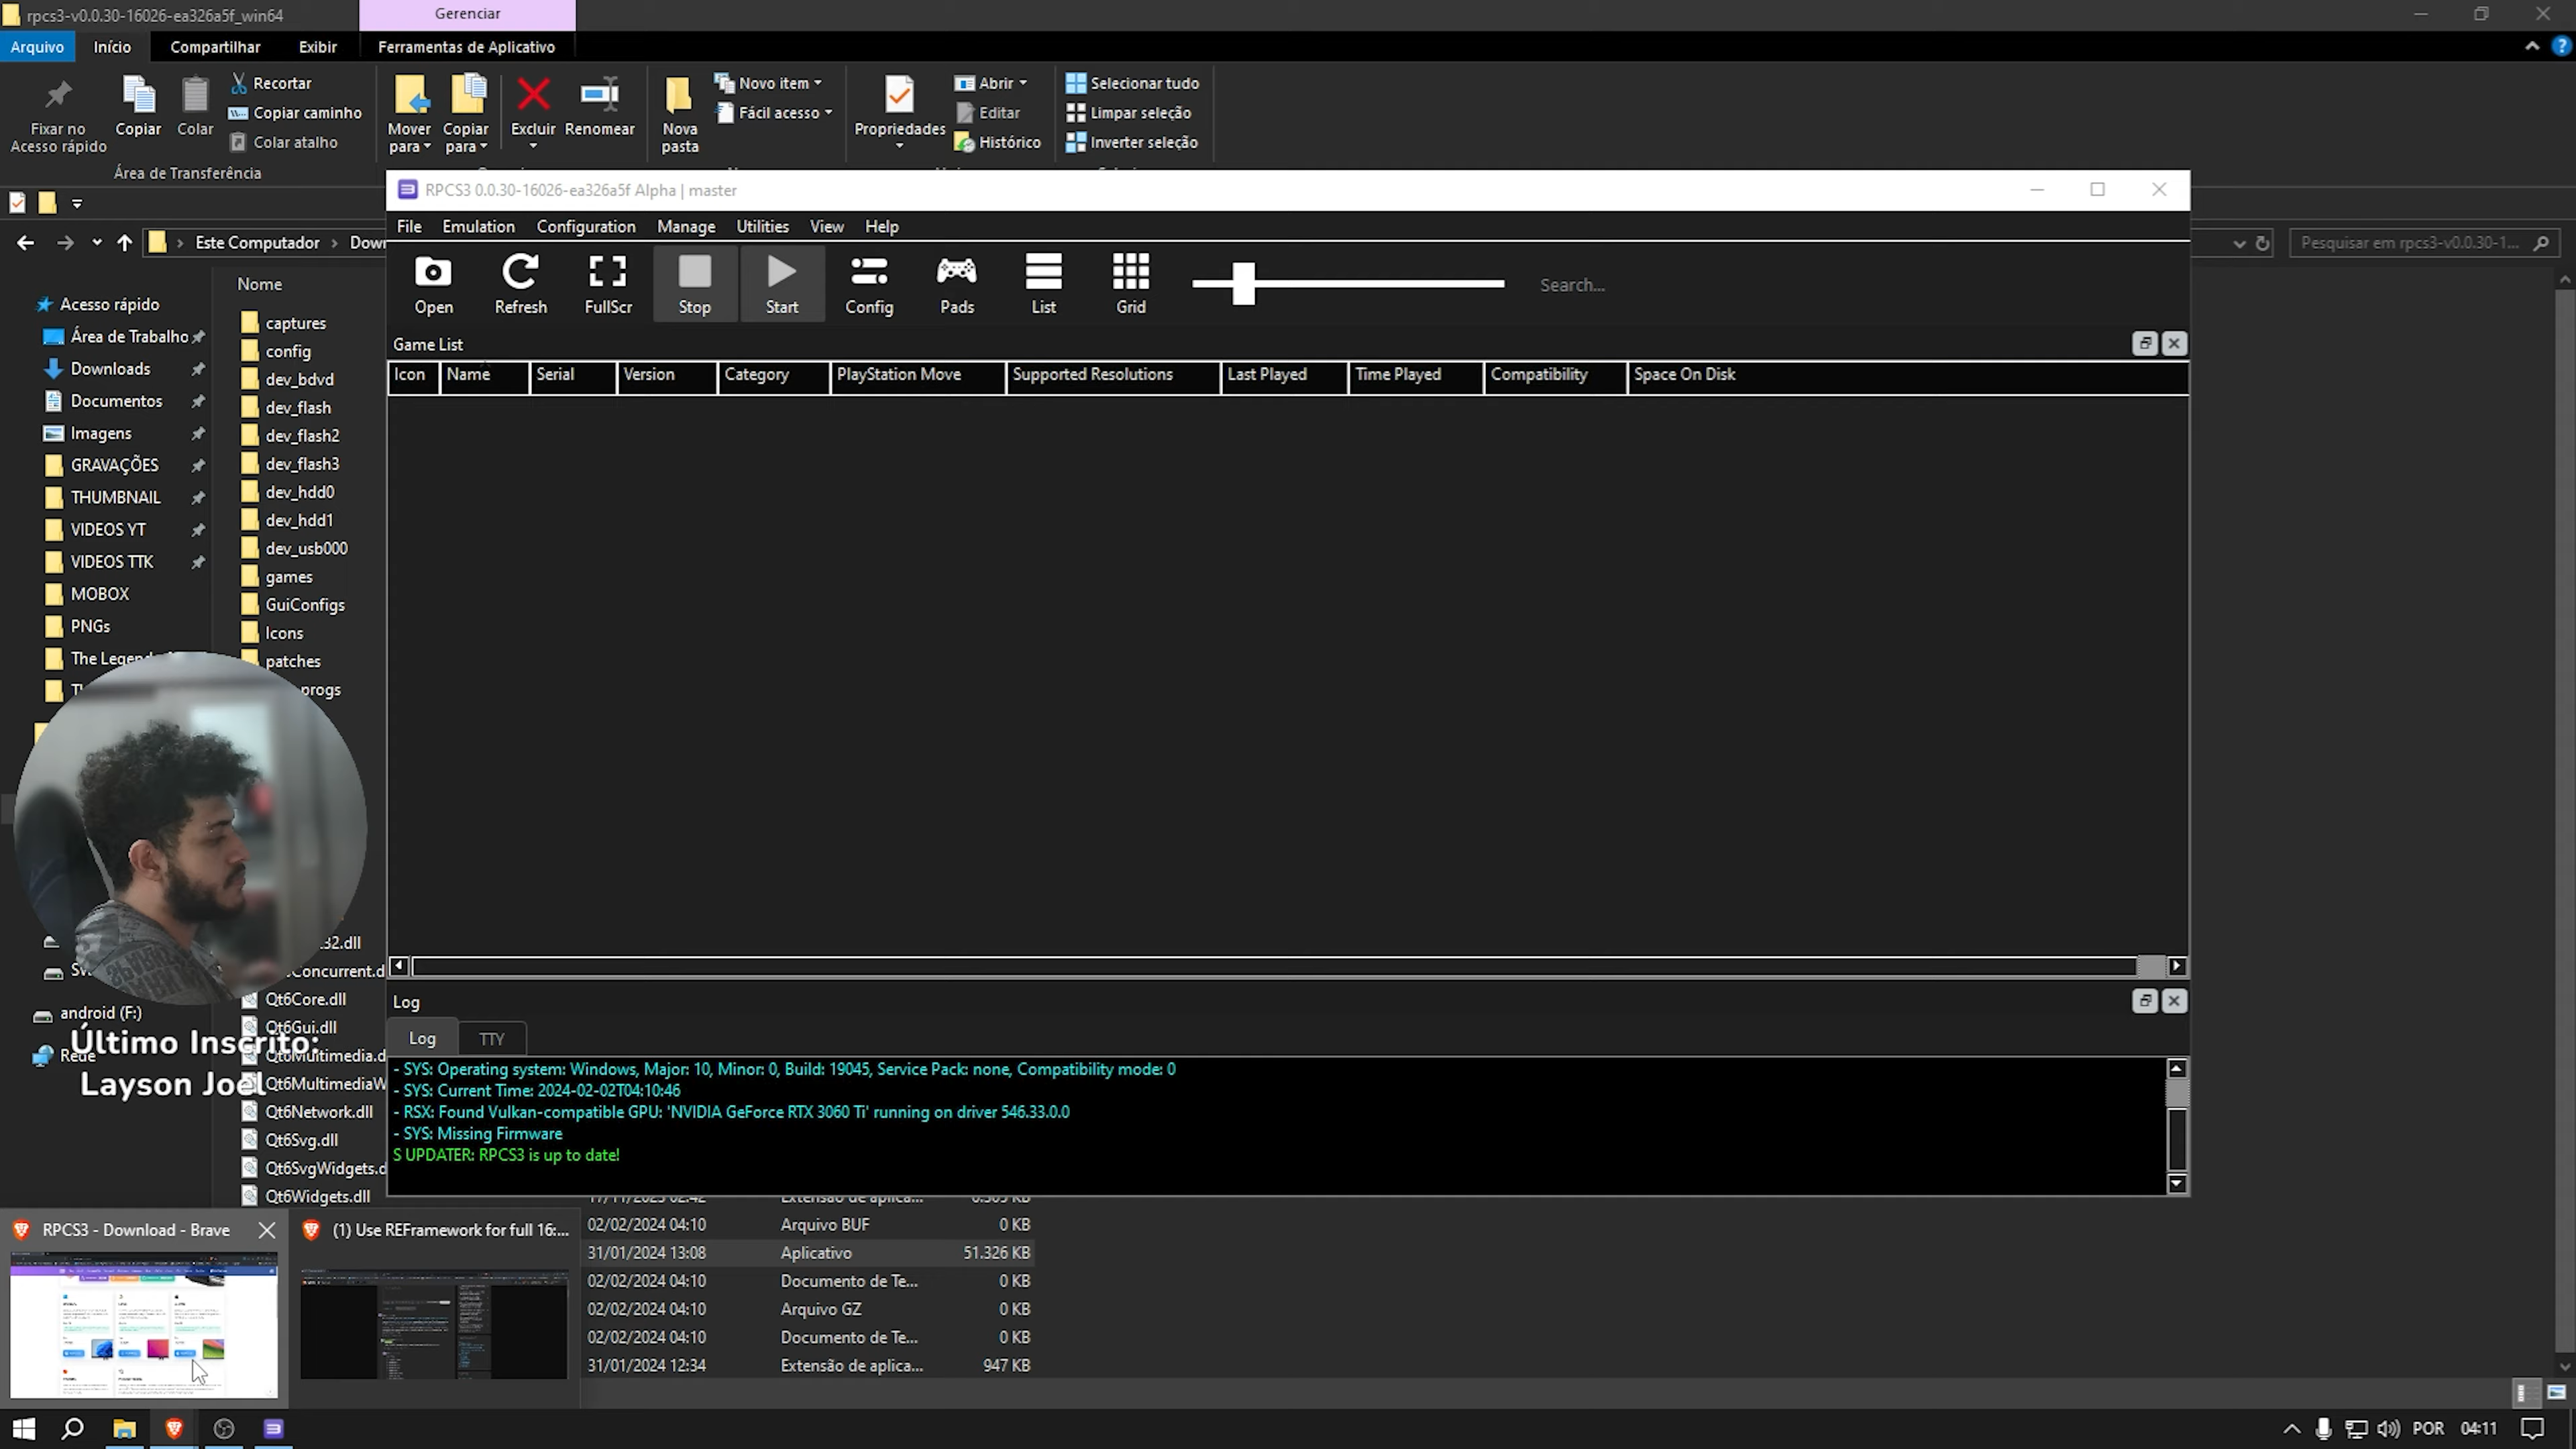 rpcs3-v0.0.30-16026-ea326a5f_win64
Gerenciar
Arquivo
Início
Compartilhar
Exibir
Ferramentas de Aplicativo
Fixar no
Acesso rápido
Copiar
Colar
Recortar
Copiar caminho
Colar atalho
Mover
para
Copiar
para
Excluir
Renomear
Nova
pasta
Novo item
Fácil acesso
Propriedades
Abrir
Editar
Histórico
Selecionar tudo
Limpar seleção
Inverter seleção
Área de Transferência
Este Computador
Pesquisar em rpcs3-v0.0.30-1...
RPCS3 0.0.30-16026-ea326a5f Alpha | master
File
Emulation
Configuration
Manage
Utilities
View
Help
Open
Refresh
FullScr
Stop
Start
Config
Pads
List
Grid
Search...
Game List
Icon
Name
Serial
Version
Category
PlayStation Move
Supported Resolutions
Last Played
Time Played
Compatibility
Space On Disk
Acesso rápido
Área de Trabalho
Downloads
Documentos
Imagens
GRAVAÇÕES
THUMBNAIL
VIDEOS YT
VIDEOS TTK
MOBOX
PNGs
The Legend
android (F:)
Rede
Nome
captures
config
dev_bdvd
dev_flash
dev_flash2
dev_flash3
dev_hdd0
dev_hdd1
dev_usb000
games
GuiConfigs
Icons
patches
progs
32.dll
Concurrent.d
Qt6Core.dll
Qt6Gui.dll
Qt6Multimedia.d
Qt6MultimediaW
Qt6Network.dll
Qt6Svg.dll
Qt6SvgWidgets.d
Qt6Widgets.dll
Último Inscrito:
Layson Joel
Log
Log
TTY
- SYS: Operating system: Windows, Major: 10, Minor: 0, Build: 19045, Service Pack: none, Compatibility mode: 0
- SYS: Current Time: 2024-02-02T04:10:46
- RSX: Found Vulkan-compatible GPU: 'NVIDIA GeForce RTX 3060 Ti' running on driver 546.33.0.0
- SYS: Missing Firmware
S UPDATER: RPCS3 is up to date!
02/02/2024 04:10 Arquivo BUF 0 KB
31/01/2024 13:08 Aplicativo 51.326 KB
02/02/2024 04:10 Documento de Te... 0 KB
02/02/2024 04:10 Arquivo GZ 0 KB
02/02/2024 04:10 Documento de Te... 0 KB
31/01/2024 12:34 Extensão de aplica... 947 KB
RPCS3 - Download - Brave
(1) Use REFramework for full 16:...
POR
04:11